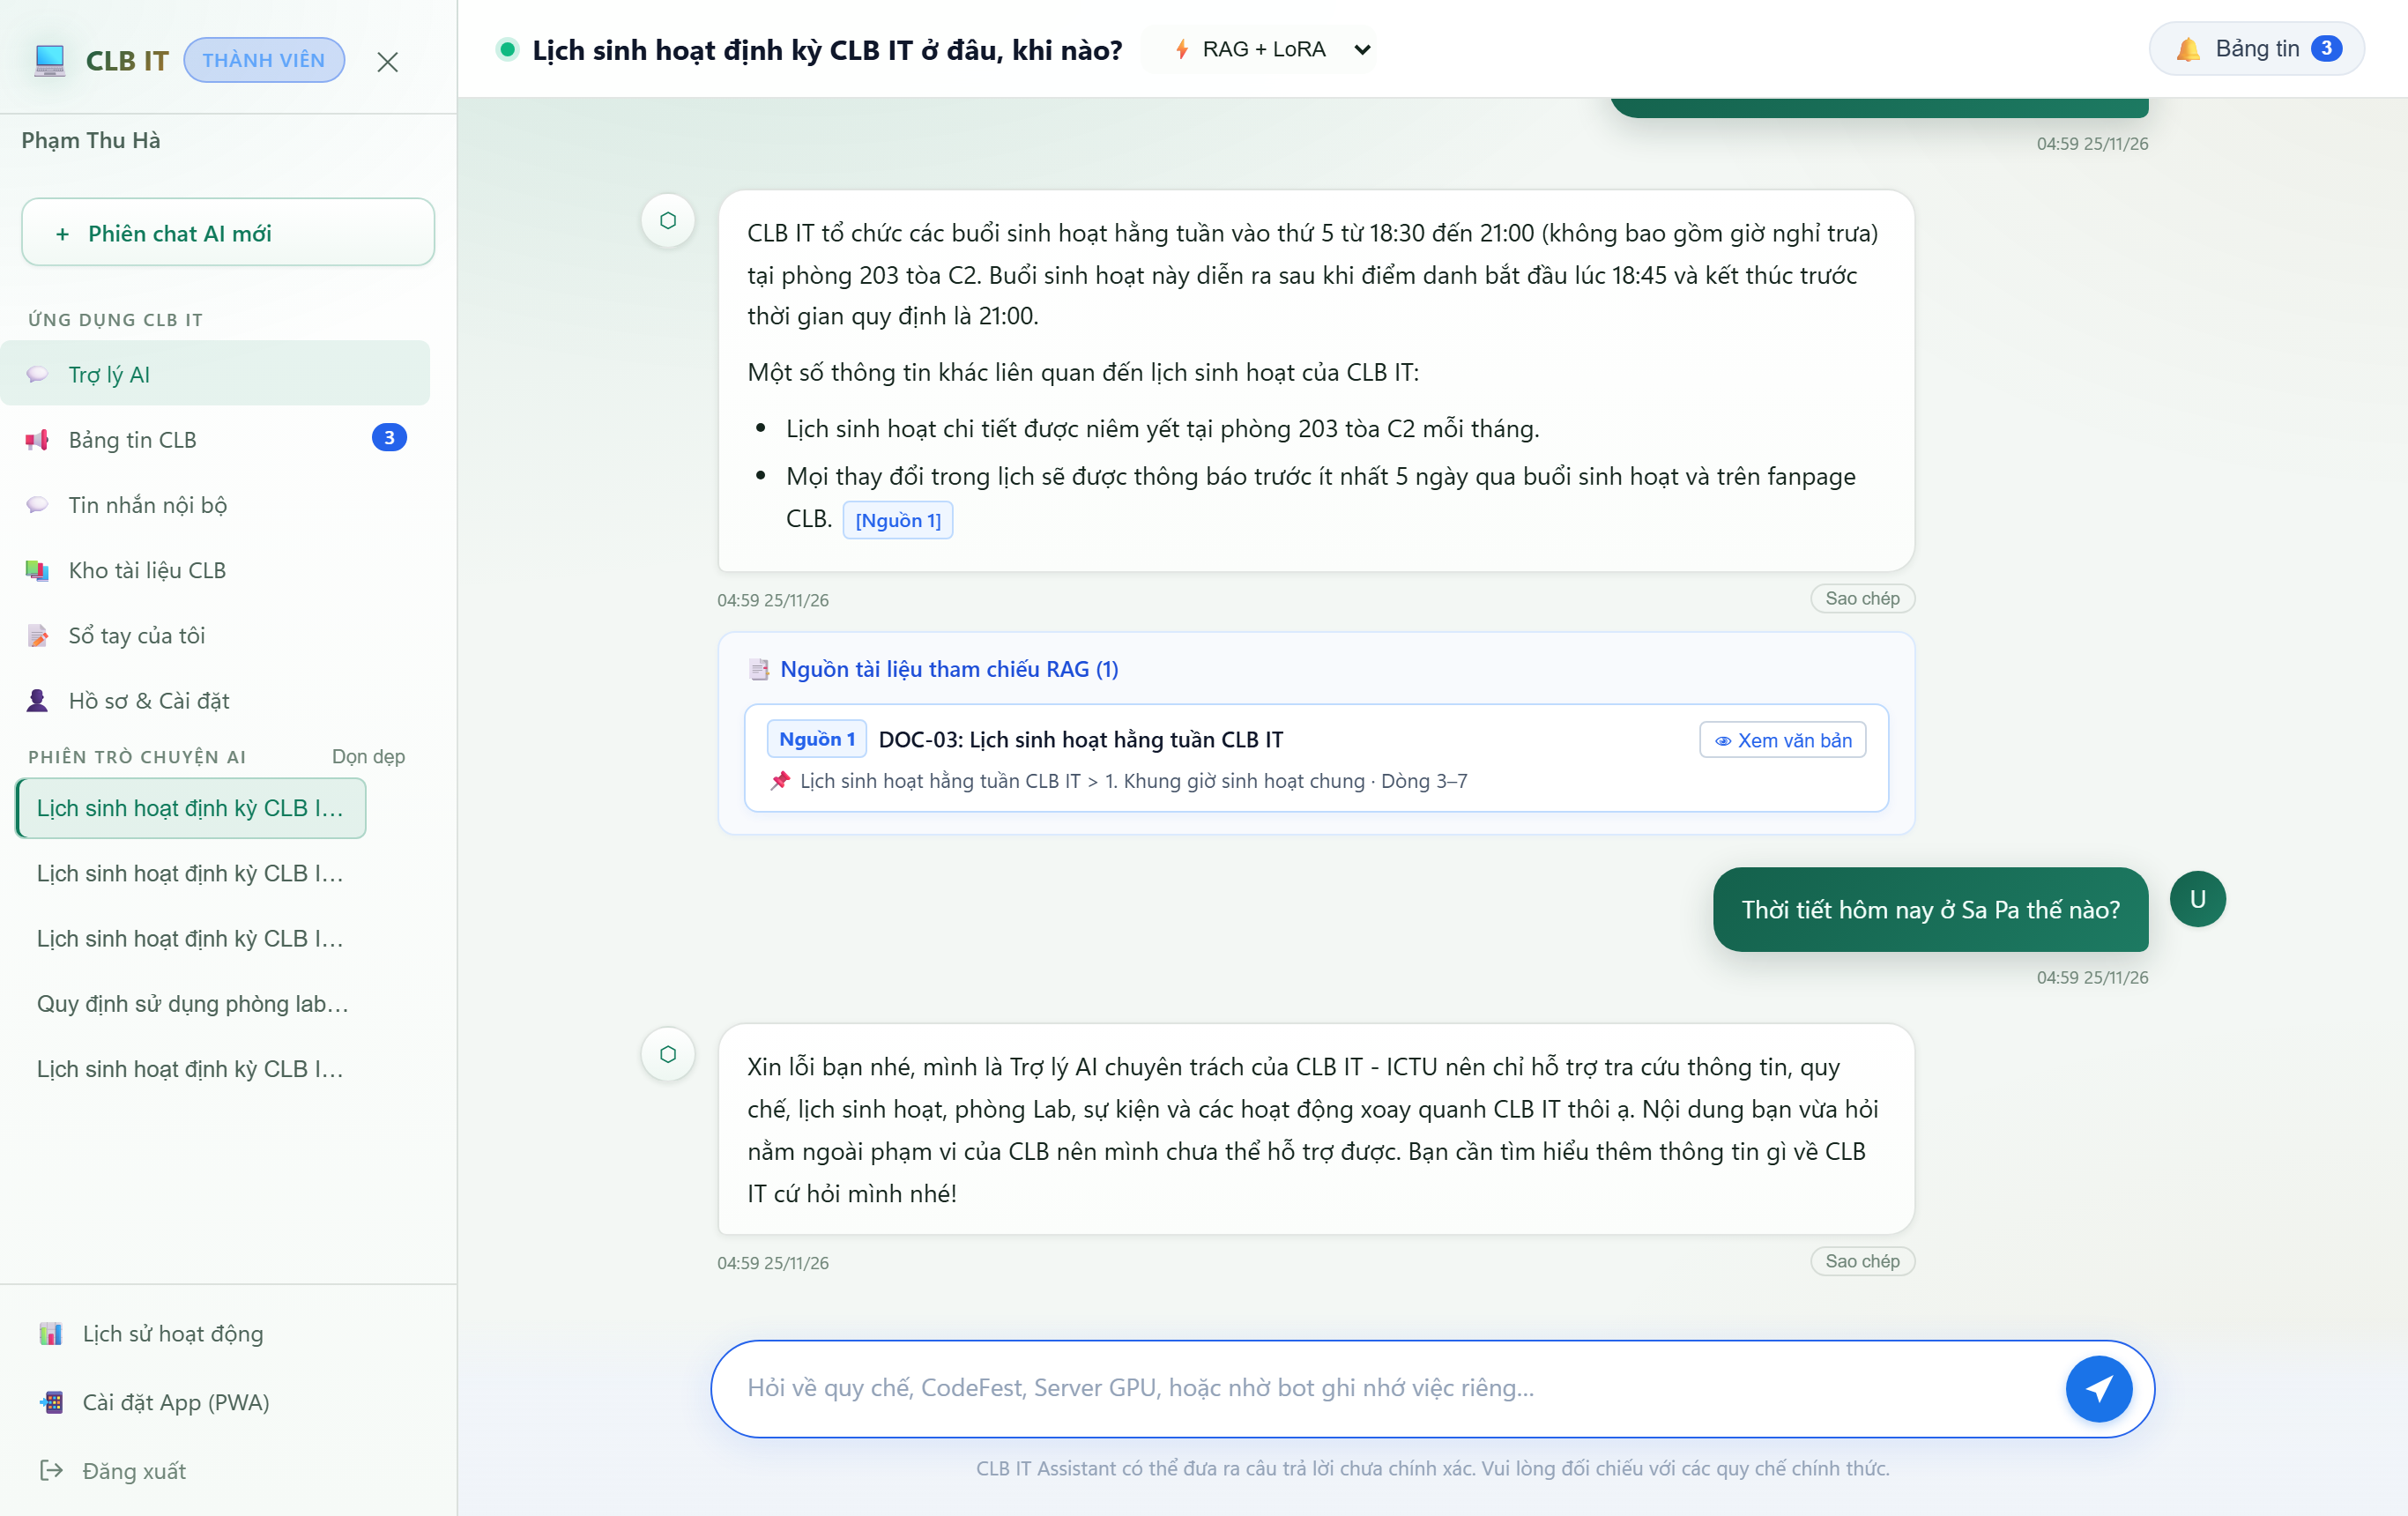 CLB IT
THÀNH VIÊN
Phạm Thu Hà
+ Phiên chat AI mới
ỨNG DỤNG CLB IT
Trợ lý AI
Bảng tin CLB
3
Tin nhắn nội bộ
Kho tài liệu CLB
Sổ tay của tôi
Hồ sơ & Cài đặt
PHIÊN TRÒ CHUYỆN AI
Dọn dẹp
Lịch sinh hoạt định kỳ CLB I...
Lịch sinh hoạt định kỳ CLB I...
Lịch sinh hoạt định kỳ CLB I...
Quy định sử dụng phòng lab...
Lịch sinh hoạt định kỳ CLB I...
Lịch sử hoạt động
Cài đặt App (PWA)
Đăng xuất
Lịch sinh hoạt định kỳ CLB IT ở đâu, khi nào?
RAG + LoRA
Bảng tin 3
04:59 25/11/26
CLB IT tổ chức các buổi sinh hoạt hằng tuần vào thứ 5 từ 18:30 đến 21:00 (không bao gồm giờ nghỉ trưa)
tại phòng 203 tòa C2. Buổi sinh hoạt này diễn ra sau khi điểm danh bắt đầu lúc 18:45 và kết thúc trước
thời gian quy định là 21:00.
Một số thông tin khác liên quan đến lịch sinh hoạt của CLB IT:
• Lịch sinh hoạt chi tiết được niêm yết tại phòng 203 tòa C2 mỗi tháng.
• Mọi thay đổi trong lịch sẽ được thông báo trước ít nhất 5 ngày qua buổi sinh hoạt và trên fanpage
CLB. [Nguồn 1]
04:59 25/11/26
Sao chép
Nguồn tài liệu tham chiếu RAG (1)
Nguồn 1 DOC-03: Lịch sinh hoạt hằng tuần CLB IT
Xem văn bản
Lịch sinh hoạt hằng tuần CLB IT > 1. Khung giờ sinh hoạt chung · Dòng 3–7
Thời tiết hôm nay ở Sa Pa thế nào?
U
04:59 25/11/26
Xin lỗi bạn nhé, mình là Trợ lý AI chuyên trách của CLB IT - ICTU nên chỉ hỗ trợ tra cứu thông tin, quy
chế, lịch sinh hoạt, phòng Lab, sự kiện và các hoạt động xoay quanh CLB IT thôi ạ. Nội dung bạn vừa hỏi
nằm ngoài phạm vi của CLB nên mình chưa thể hỗ trợ được. Bạn cần tìm hiểu thêm thông tin gì về CLB
IT cứ hỏi mình nhé!
04:59 25/11/26
Sao chép
Hỏi về quy chế, CodeFest, Server GPU, hoặc nhờ bot ghi nhớ việc riêng...
CLB IT Assistant có thể đưa ra câu trả lời chưa chính xác. Vui lòng đối chiếu với các quy chế chính thức.